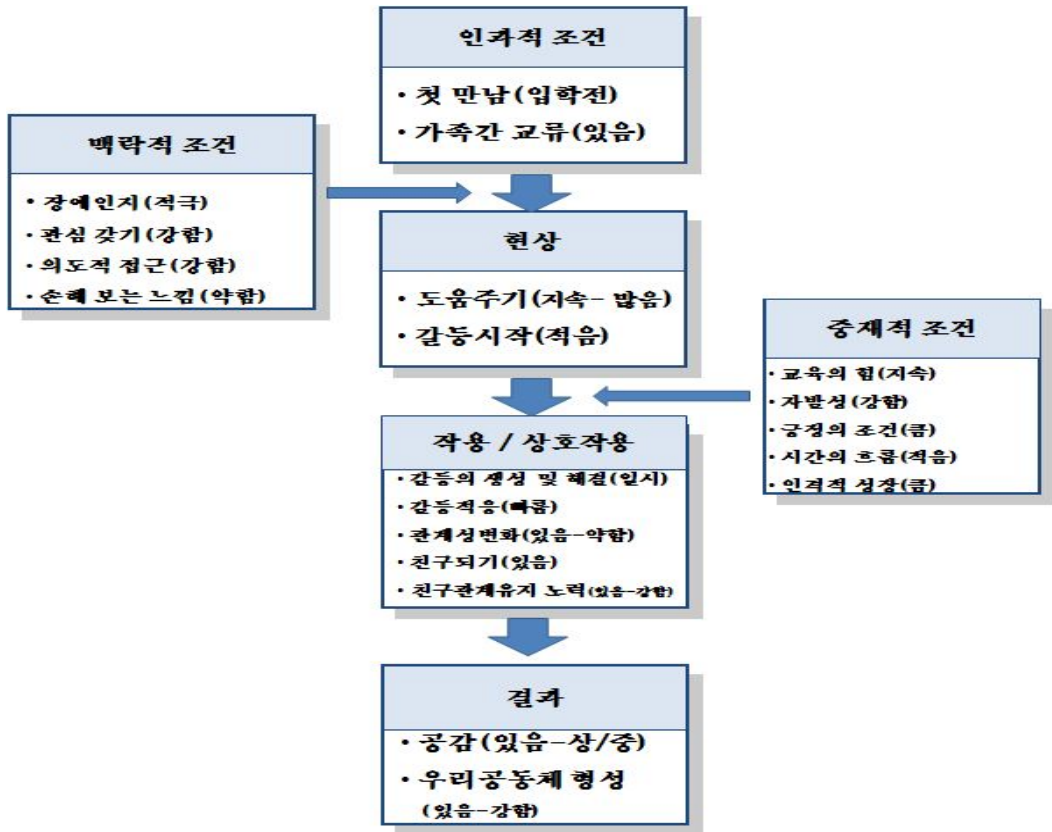 인과적 조건
• 첫 만남(입학전)
• 가족간 교류(있음)
맥락적 조건
• 장애인지(적극)
• 관심 갖기(강함)
• 의도적 접근(강함)
• 손해 보는 느낌(약함)
현상
• 도움주기(지속- 많음)
• 갈등시작(적음)
중재적 조건
• 교육의 힘(지속)
• 자발성(강함)
• 긍정의 조건(큼)
• 시간의 흐름(적음)
• 인격적 성장(큼)
작용 / 상호작용
• 갈등의 생성 및 해결(일시)
• 갈등적응(빠름)
• 관계성변화(있음-약함)
• 친구되기(있음)
• 친구관계유지 노력(있음-강함)
결과
• 공감(있음-상/중)
• 우리공동체 형성
(있음-강함)